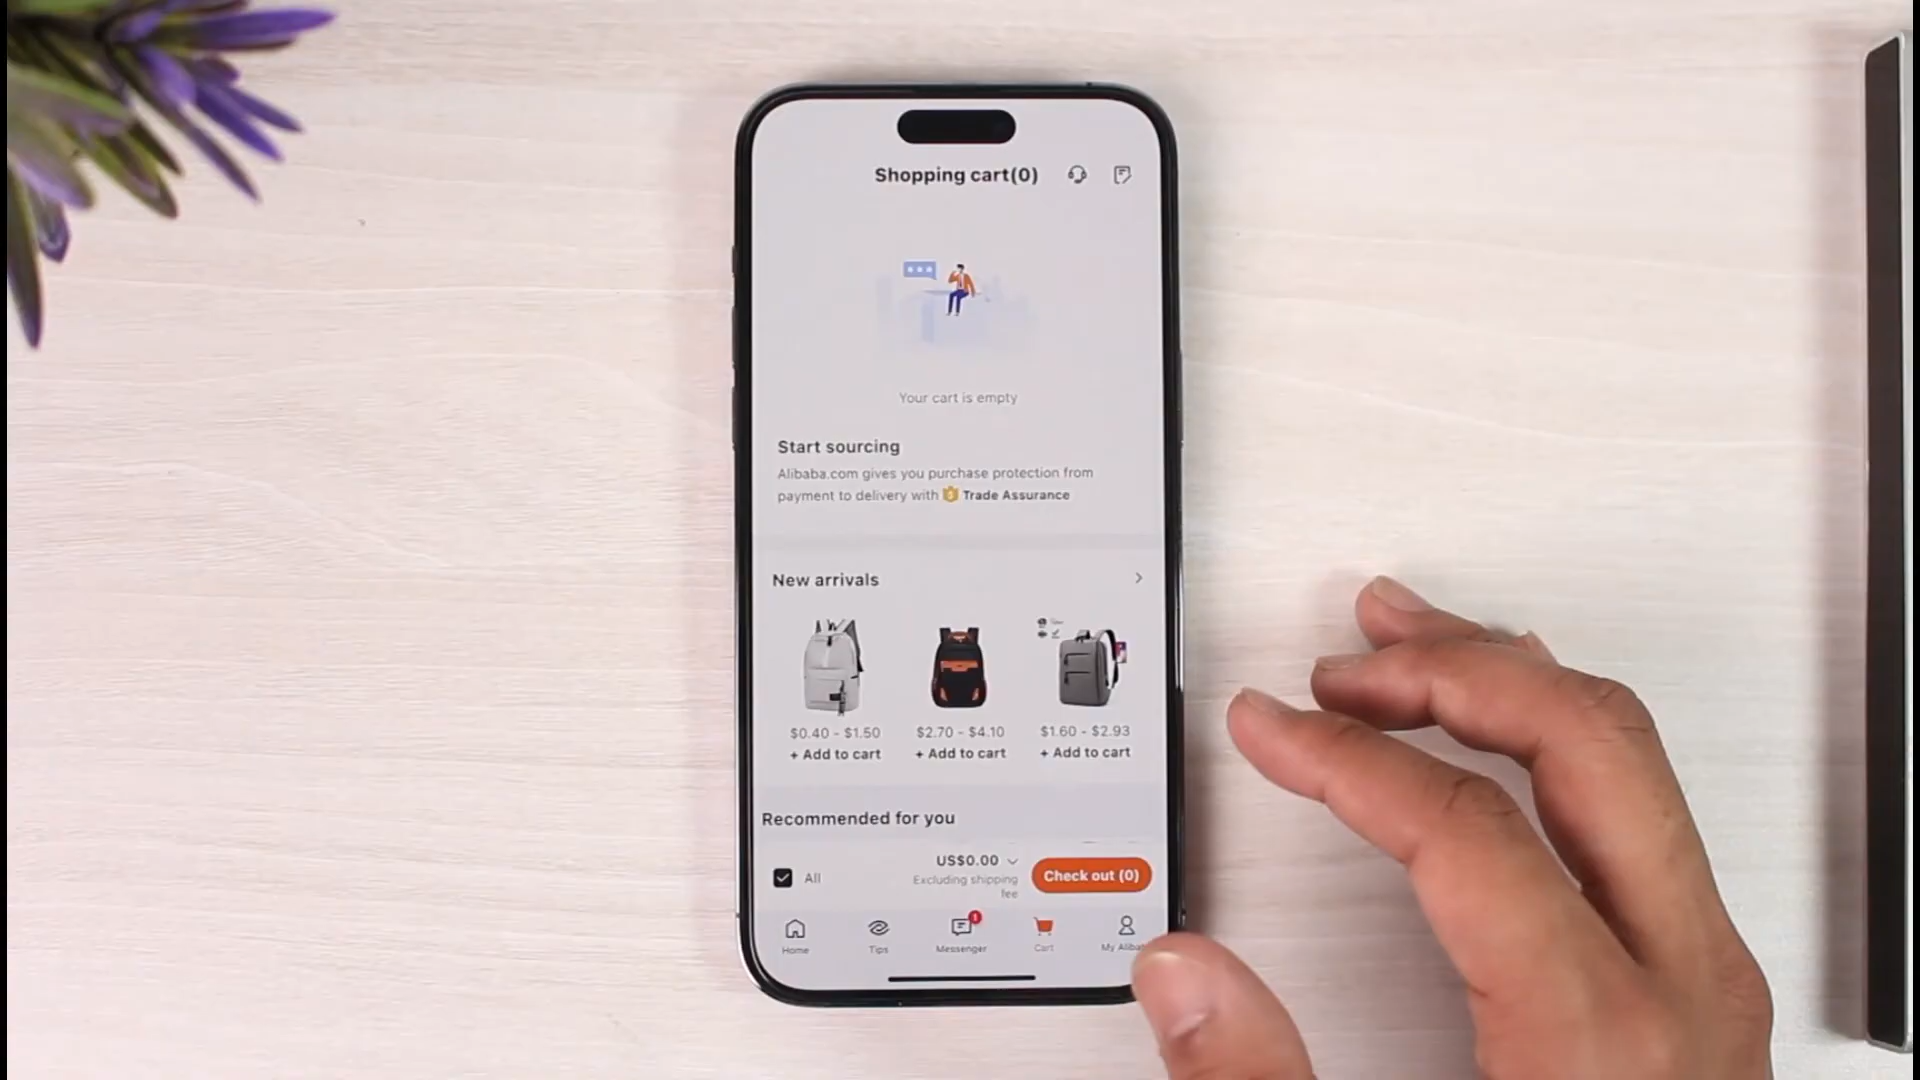 Shopping cart(0)
Your cart is empty
Start sourcing
Alibaba.com gives you purchase protection from
payment to delivery with Trade Assurance
New arrivals
$0.40 - $1.50
$2.70 - $4.10
$1.60 - $2.93
+ Add to cart
+ Add to cart
+ Add to cart
Recommended for you
All
US$0.00
Excluding shipping
fee
Check out (0)
1
Home
Tips
Messenger
Cart
My